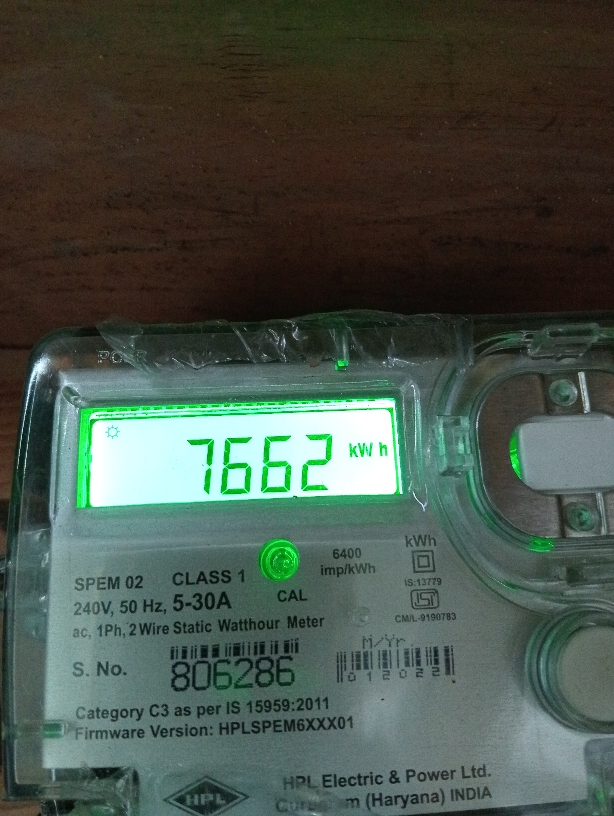 7662 kWh
6400
imp/kWh
kWh
IS:13779
CM/L-9190783
SPEM 02 CLASS 1
CAL
240V, 50 Hz, 5-30A
ac, 1Ph, 2 Wire Static Watthour Meter
M/Yr
S. No. 806286
012022
Category C3 as per IS 15959:2011
Firmware Version: HPLSPEM6XXX01
HPL
HPL Electric & Power Ltd.
(Haryana) INDIA